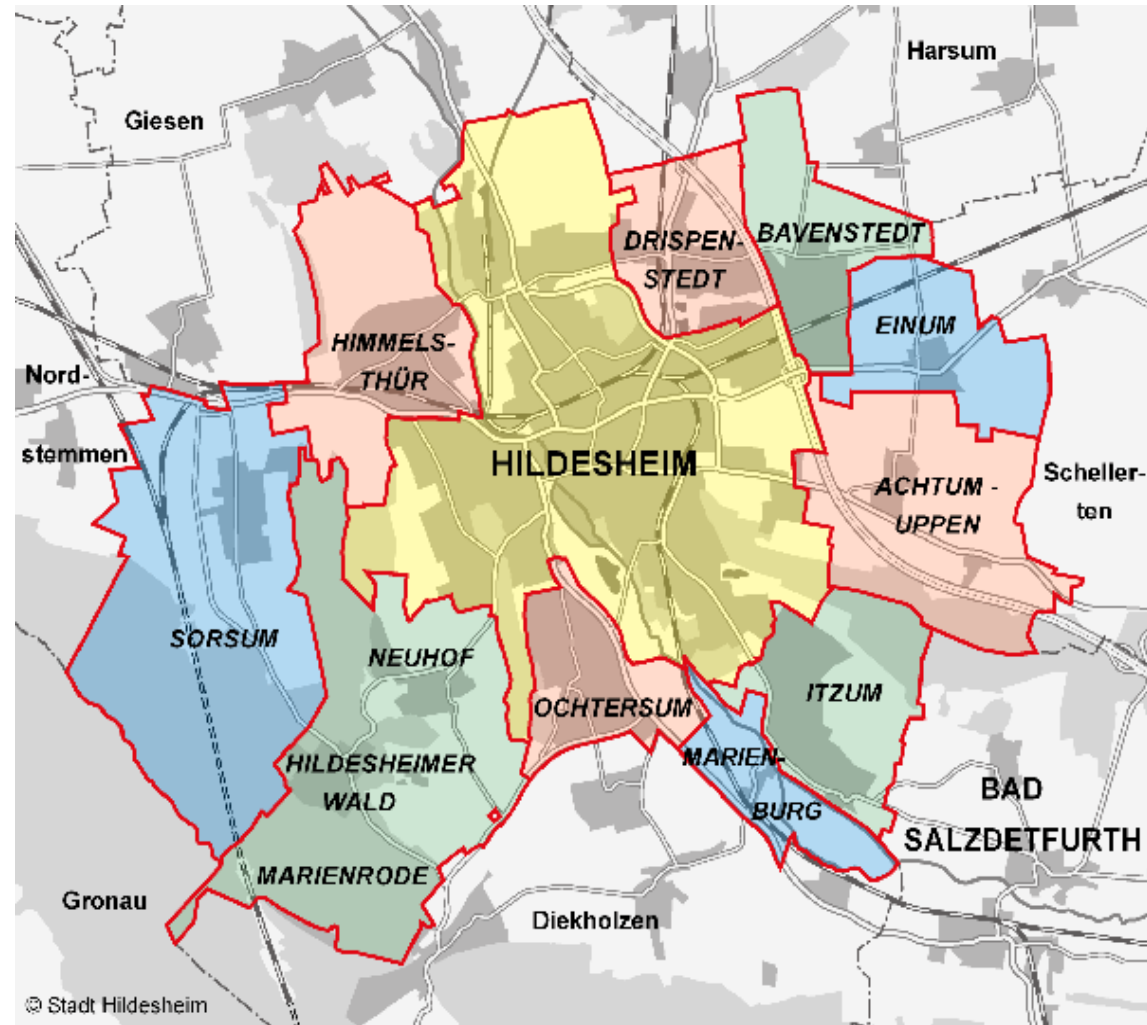 Harsum
Giesen
DRISPEN-
STEDT
BAVENSTEDT
EINUM
HIMMELS-
THÜR
Nord-
stemmen
HILDESHEIM
ACHTUM -
UPPEN
Scheller-
ten
SORSUM
NEUHOF
OCHTERSUM
ITZUM
HILDESHEIMER
WALD
MARIEN-
BURG
BAD
SALZDETFURTH
MARIENRODE
Gronau
Diekholzen
© Stadt Hildesheim